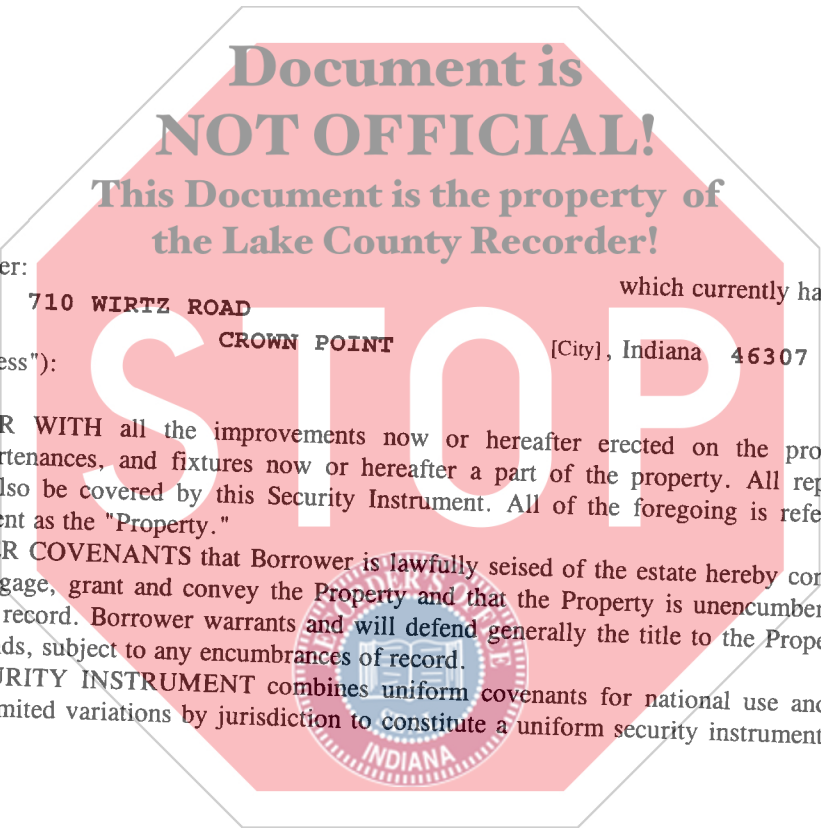 Document is
NOT OFFICIAL!
This Document is the property of
the Lake County Recorder!
er:
which currently ha
710 WIRTZ ROAD
CROWN POINT [City], Indiana 46307
ess"):
STOP
R WITH all the improvements now or hereafter erected on the pro
rtenances, and fixtures now or hereafter a part of the property. All rep
lso be covered by this Security Instrument. All of the foregoing is refe
ent as the "Property."
R COVENANTS that Borrower is lawfully seised of the estate hereby con
gage, grant and convey the Property and that the Property is unencumber
record. Borrower warrants and will defend generally the title to the Prope
ds, subject to any encumbrances of record.
URITY INSTRUMENT combines uniform covenants for national use and
mited variations by jurisdiction to constitute a uniform security instrument
RECORDER'S OFFICE
INDIANA